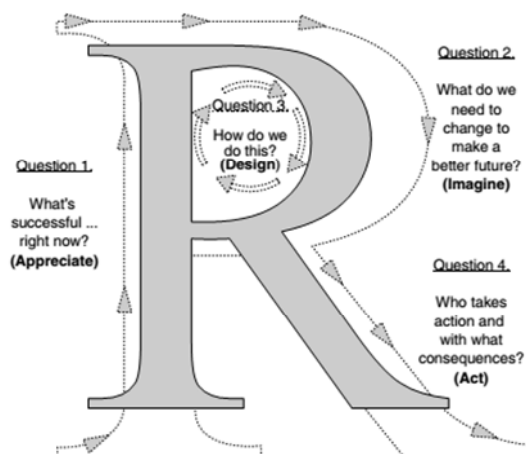 R
Question 1.
What's
successful ...
right now?
(Appreciate)
Question 2.
What do we
need to
change to
make a
better future?
(Imagine)
Question 3.
How do we
do this?
(Design)
Question 4.
Who takes
action and
with what
consequences?
(Act)